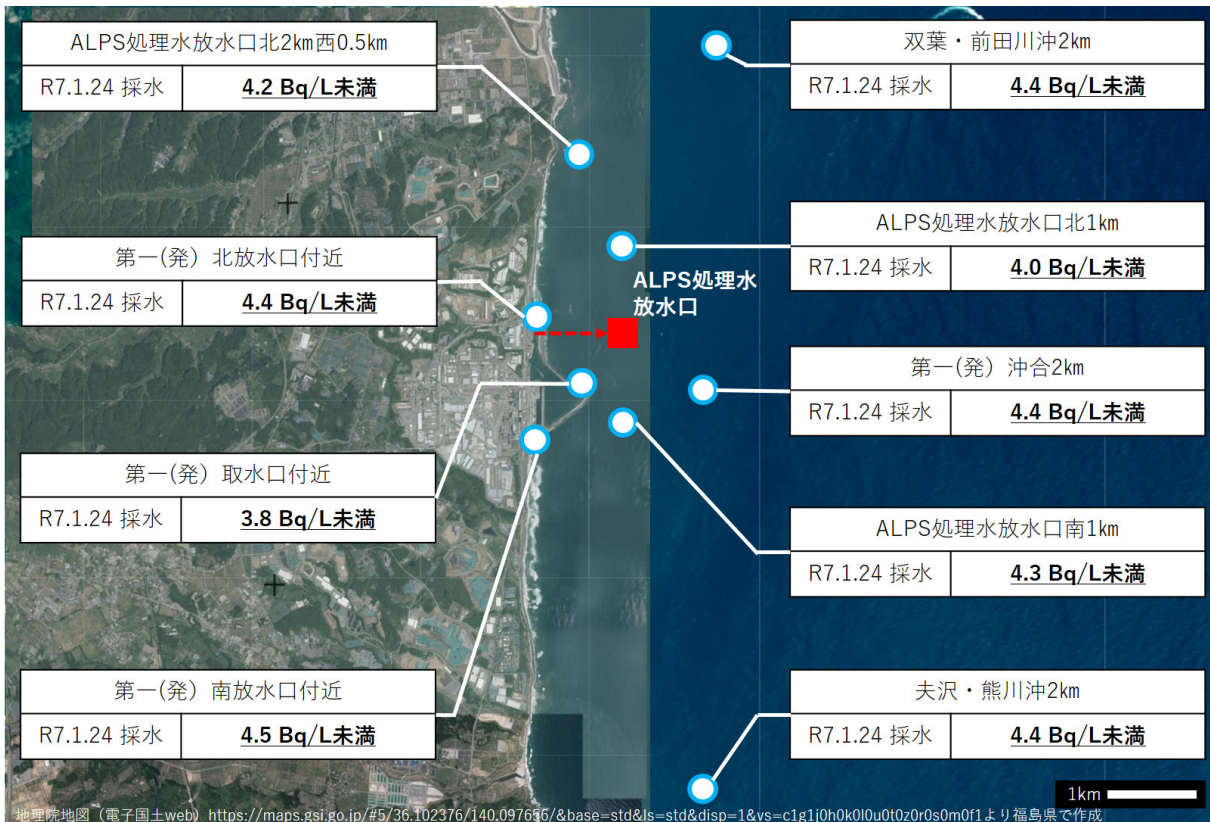 ALPS処理水放水口北2km西0.5km
R7.1.24 採水 4.2 Bq/L未満
双葉・前田川沖2km
R7.1.24 採水 4.4 Bq/L未満
ALPS処理水放水口北1km
R7.1.24 採水 4.0 Bq/L未満
第一(発) 北放水口付近
R7.1.24 採水 4.4 Bq/L未満
ALPS処理水
放水口
第一(発) 沖合2km
R7.1.24 採水 4.4 Bq/L未満
第一(発) 取水口付近
R7.1.24 採水 3.8 Bq/L未満
ALPS処理水放水口南1km
R7.1.24 採水 4.3 Bq/L未満
第一(発) 南放水口付近
R7.1.24 採水 4.5 Bq/L未満
夫沢・熊川沖2km
R7.1.24 採水 4.4 Bq/L未満
1km
地理院地図（電子国土web）https://maps.gsi.go.jp/#5/36.102376/140.097656/&base=std&ls=std&disp=1&vs=c1g1j0h0k0l0u0t0z0r0s0m0f1より福島県で作成